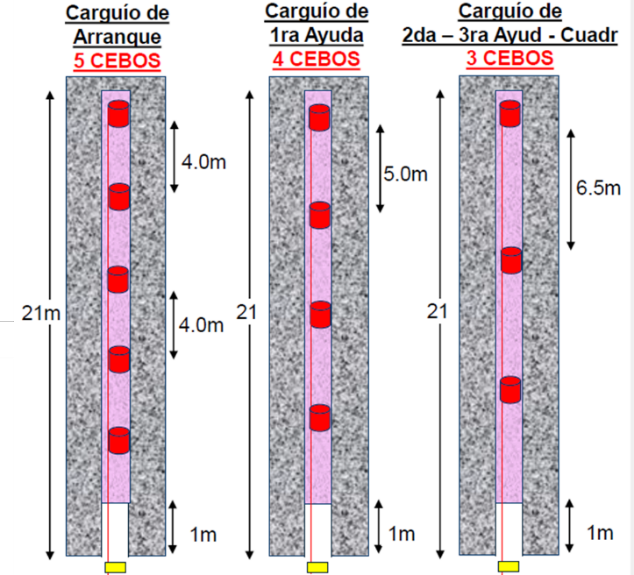 Carguío de
Arranque
5 CEBOS
Carguío de
1ra Ayuda
4 CEBOS
Carguío de
2da – 3ra Ayud - Cuadr
3 CEBOS
4.0m
5.0m
6.5m
21m
4.0m
21
21
1m
1m
1m